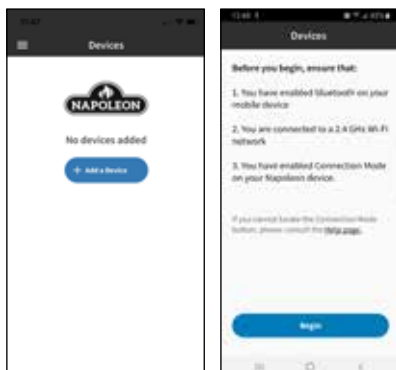 11:47
Devices
NAPOLEON
No devices added
+ Add a Device
Devices
Before you begin, ensure that:
1. You have enabled Bluetooth on your
mobile device
2. You are connected to a 2.4 GHz Wi-Fi
network
3. You have enabled Connection Mode
on your Napoleon device.
If you cannot locate the Connection Mode
button, please consult the Help page.
Begin